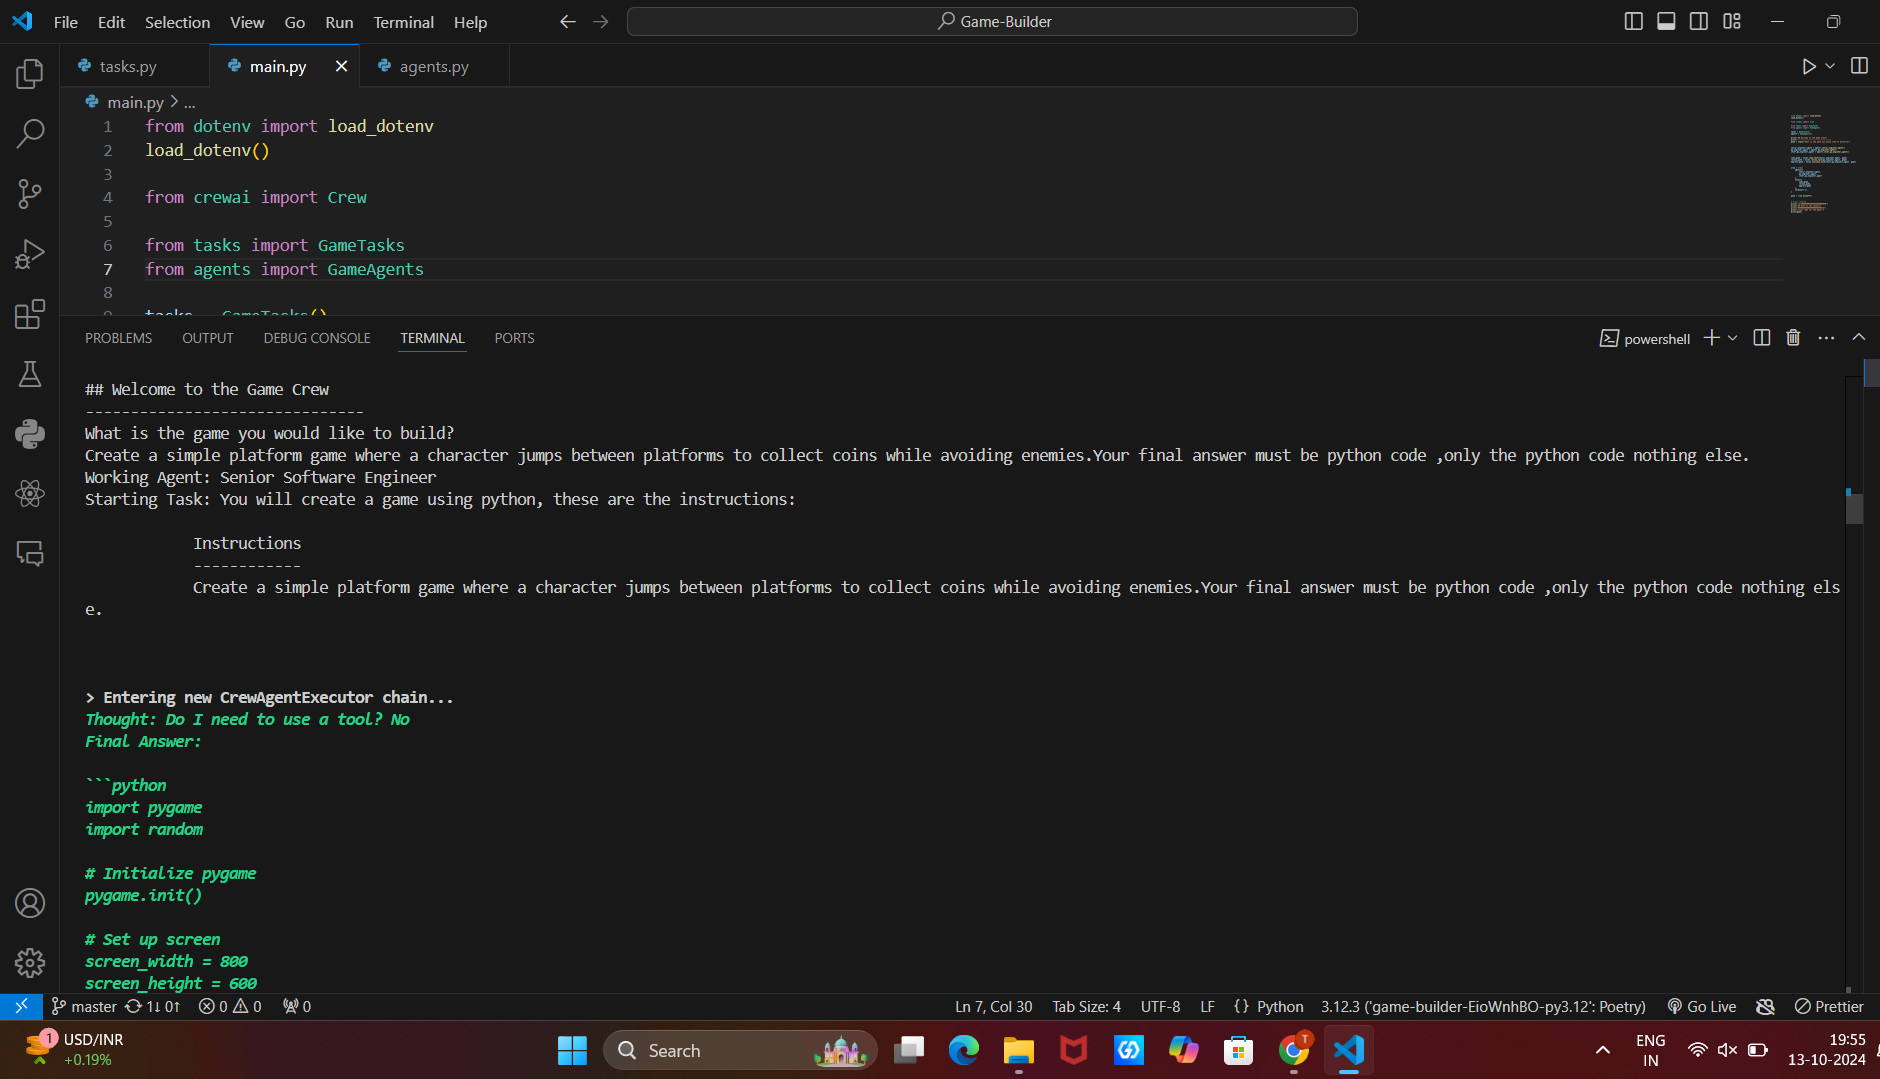 File Edit Selection View Go Run Terminal Help
Game-Builder
tasks.py
main.py
agents.py
main.py > ...
1 from dotenv import load_dotenv
2 load_dotenv()
3
4 from crewai import Crew
5
6 from tasks import GameTasks
7 from agents import GameAgents
8
PROBLEMS OUTPUT DEBUG CONSOLE TERMINAL PORTS
powershell
## Welcome to the Game Crew
-------------------------------
What is the game you would like to build?
Create a simple platform game where a character jumps between platforms to collect coins while avoiding enemies.Your final answer must be python code ,only the python code nothing else.
Working Agent: Senior Software Engineer
Starting Task: You will create a game using python, these are the instructions:
Instructions
------------
Create a simple platform game where a character jumps between platforms to collect coins while avoiding enemies.Your final answer must be python code ,only the python code nothing els
e.
> Entering new CrewAgentExecutor chain...
Thought: Do I need to use a tool? No
Final Answer:
```python
import pygame
import random
# Initialize pygame
pygame.init()
# Set up screen
screen_width = 800
screen_height = 600
master 1↓ 0↑ 0 0 0
Ln 7, Col 30 Tab Size: 4 UTF-8 LF {} Python 3.12.3 ('game-builder-EioWnhBO-py3.12': Poetry) Go Live Prettier
1
USD/INR
+0.19%
Search
T
ENG
IN
19:55
13-10-2024